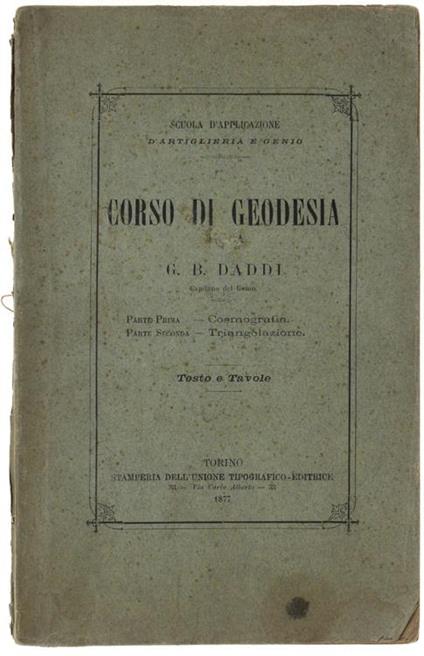 SCUOLA D'APPLICAZIONE
D'ARTIGLIERIA E GENIO
CORSO DI GEODESIA
G. B. DADDI
Capitano del Genio
PARTE PRIMA — Cosmografia.
PARTE SECONDA — Triangolazione.
Testo e Tavole
TORINO
STAMPERIA DELL'UNIONE TIPOGRAFICO-EDITRICE
33 — Via Carlo Alberto — 33
1877